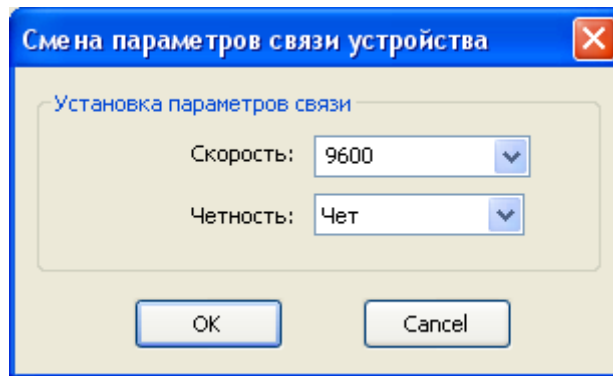 Смена параметров связи устройства
Установка параметров связи
Скорость: 9600
Четность: Чет
OK Cancel